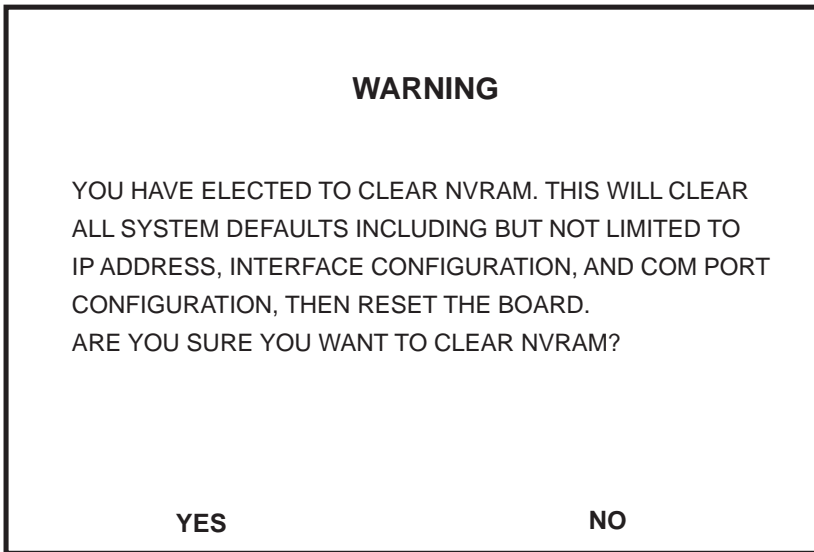 WARNING
YOU HAVE ELECTED TO CLEAR NVRAM. THIS WILL CLEAR
ALL SYSTEM DEFAULTS INCLUDING BUT NOT LIMITED TO
IP ADDRESS, INTERFACE CONFIGURATION, AND COM PORT
CONFIGURATION, THEN RESET THE BOARD.
ARE YOU SURE YOU WANT TO CLEAR NVRAM?
YES NO